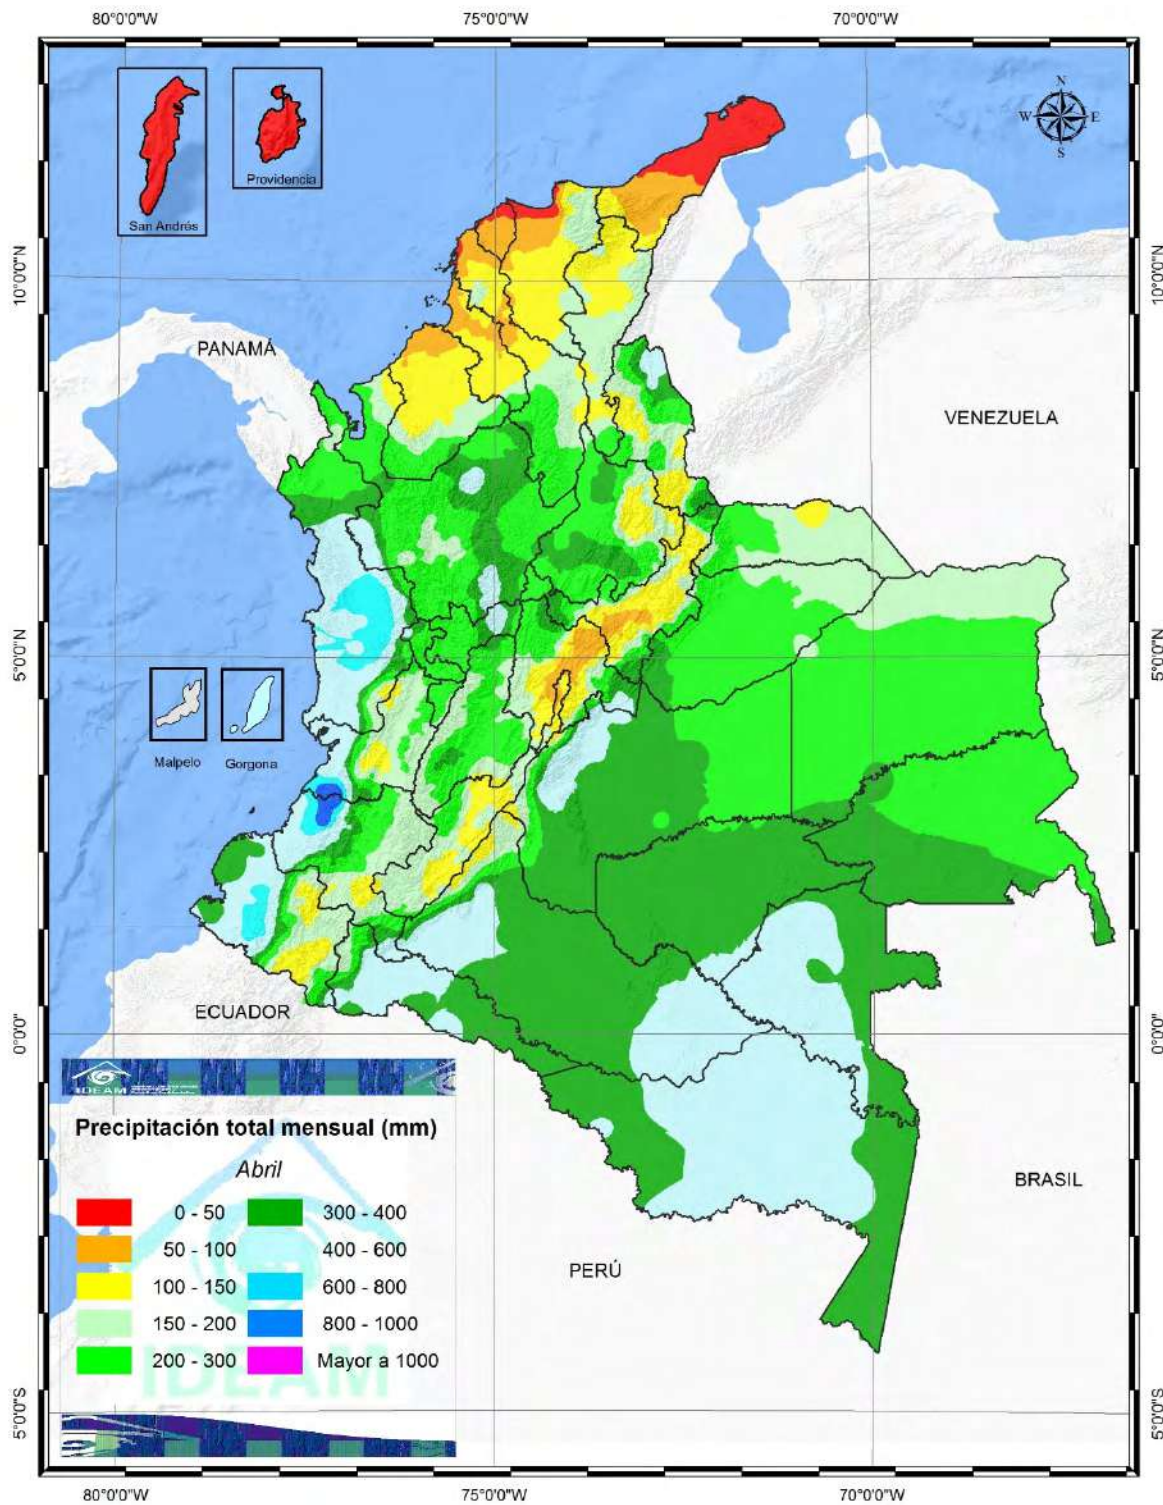 80°0'0"W 75°0'0"W 70°0'0"W
N
W E
S
San Andrés
Providencia
10°0'0"N 10°0'0"N
PANAMÁ
VENEZUELA
5°0'0"N 5°0'0"N
Malpelo
Gorgona
ECUADOR
0°0'0" 0°0'0"
IDEAM
Precipitación total mensual (mm)
Abril
0 - 50 300 - 400
50 - 100 400 - 600
100 - 150 600 - 800
150 - 200 800 - 1000
200 - 300 Mayor a 1000
IDEAM
BRASIL
PERÚ
5°0'0"S 5°0'0"S
80°0'0"W 75°0'0"W 70°0'0"W